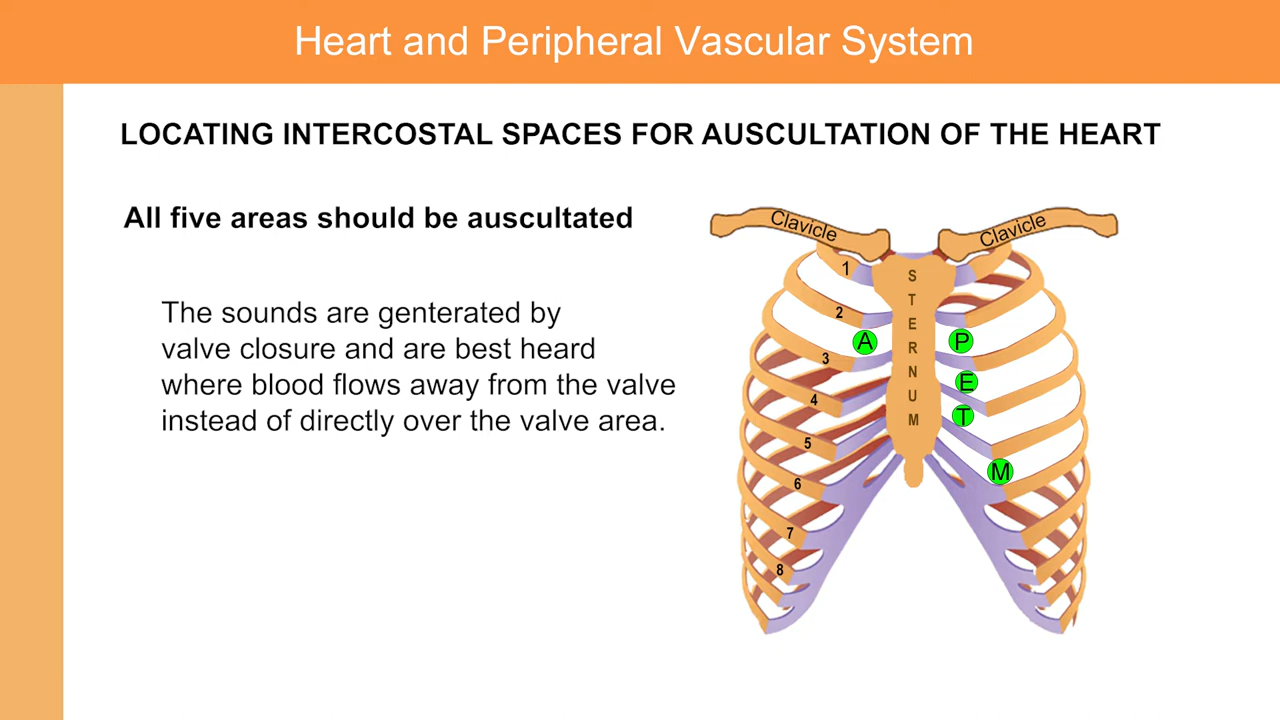 Heart and Peripheral Vascular System
LOCATING INTERCOSTAL SPACES FOR AUSCULTATION OF THE HEART
All five areas should be auscultated
The sounds are genterated by
valve closure and are best heard
where blood flows away from the valve
instead of directly over the valve area.
Clavicle
Clavicle
STERNUM
1
2
3
4
5
6
7
8
A
P
E
T
M